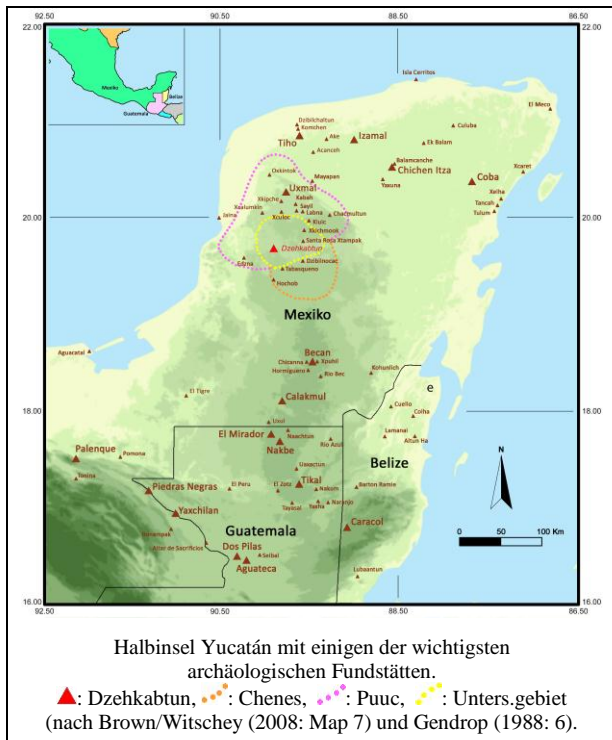 92.50
90.50
88.50
86.50
22.00
22.00
Mexiko
Belize
Guatemala
Isla Cerritos
El Meco
Dzibilchaltun
Komchen
Tiho
Ake
Izamal
Culuba
Ek Balam
Acanceh
Balamcanche
Chichen Itza
Xcaret
Oxkintok
Mayapan
Yaxuna
Coba
Uxmal
Xelha
Xkipche
Kabah
Sayil
Tancah
Xcalumkin
Labna
Chacmultun
Tulum
20.00
Jaina
Xculoc
Kiuic
20.00
Xkichmook
Dzehkabtun
Santa Rosa Xtampak
Edzna
Dzibilnocac
Tabasqueno
Hochob
Mexiko
Aguacatal
Becan
Chicanna
Xpuhil
Hormiguero
Rio Bec
Kohunlich
e
El Tigre
Calakmul
18.00
Cuello
18.00
Colha
Uxul
El Mirador
Naachtun
Lamanai
Altun Ha
Nakbe
Rio Azul
Palenque
Pomona
Belize
Uaxactun
Tonina
Tikal
Piedras Negras
El Peru
El Zotz
Nakum
Barton Ramie
N
Tayasal
Yaxha
Naranjo
Yaxchilan
Guatemala
Caracol
Bonampak
Altar de Sacrificios
Dos Pilas
Seibal
0 50 100 Km
Aguateca
Lubaantun
16.00
16.00
92.50
90.50
88.50
86.50
Halbinsel Yucatán mit einigen der wichtigsten
archäologischen Fundstätten.
: Dzehkabtun, : Chenes, : Puuc, : Unters.gebiet
(nach Brown/Witschey (2008: Map 7) und Gendrop (1988: 6).